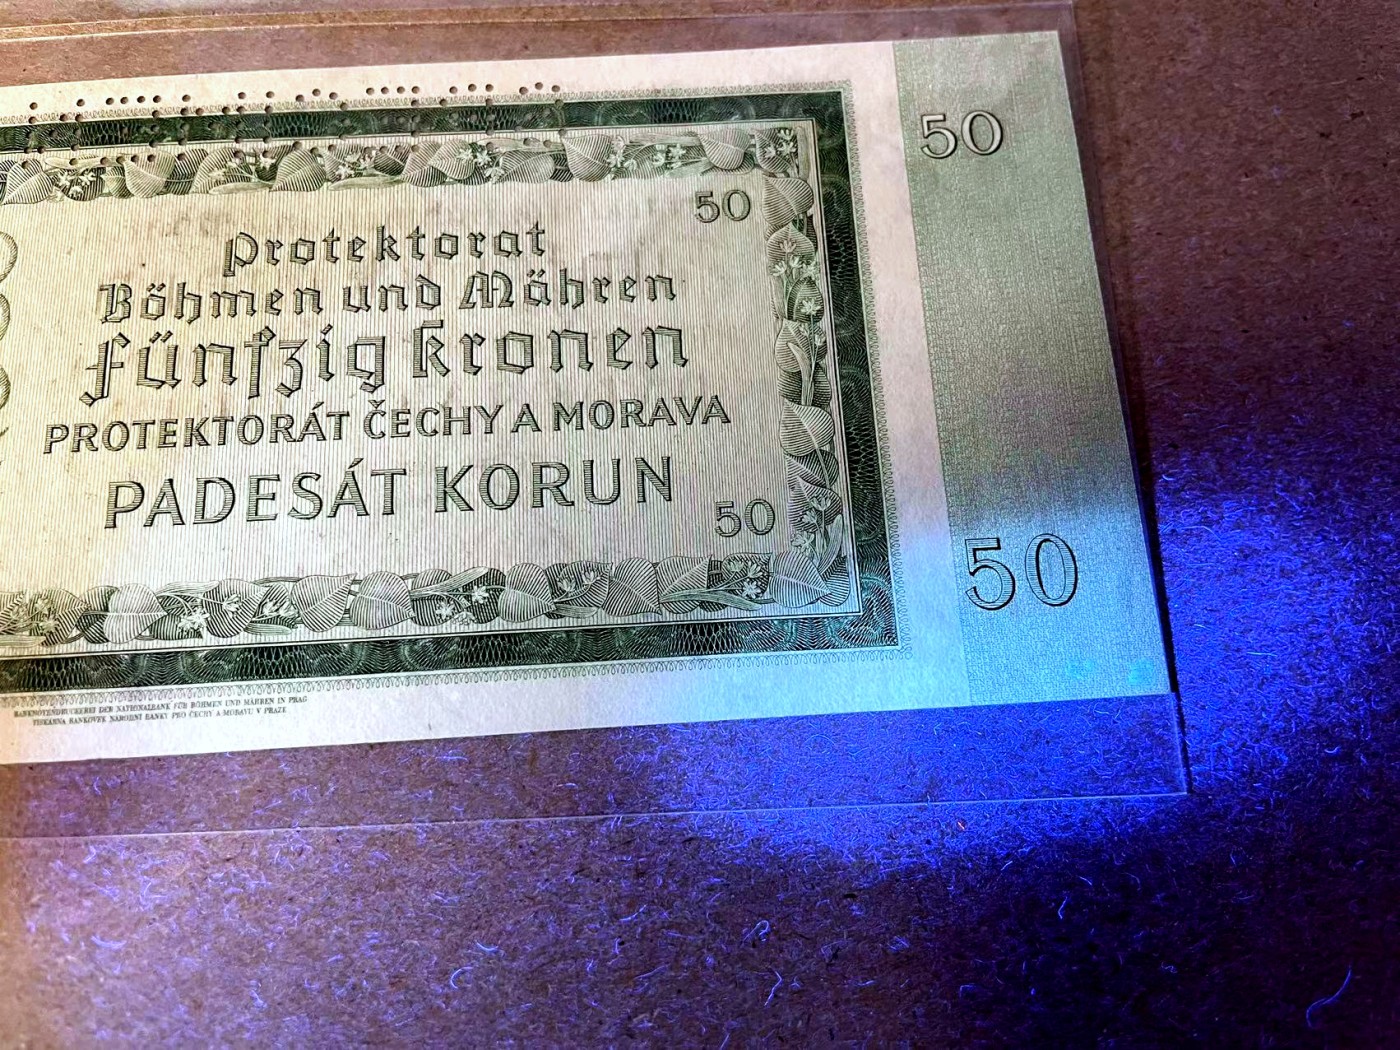 50
50
Protektorat
Böhmen und Mähren
Fünfzig Kronen
PROTEKTORÁT ČECHY A MORAVA
PADESÁT KORUN
50
50
BANKNOTENDRUCKEREI DER NATIONALBANK FÜR BÖHMEN UND MÄHREN IN PRAG
TISKÁRNA BANKOVEK NÁRODNÍ BANKY PRO ČECHY A MORAVU V PRAZE